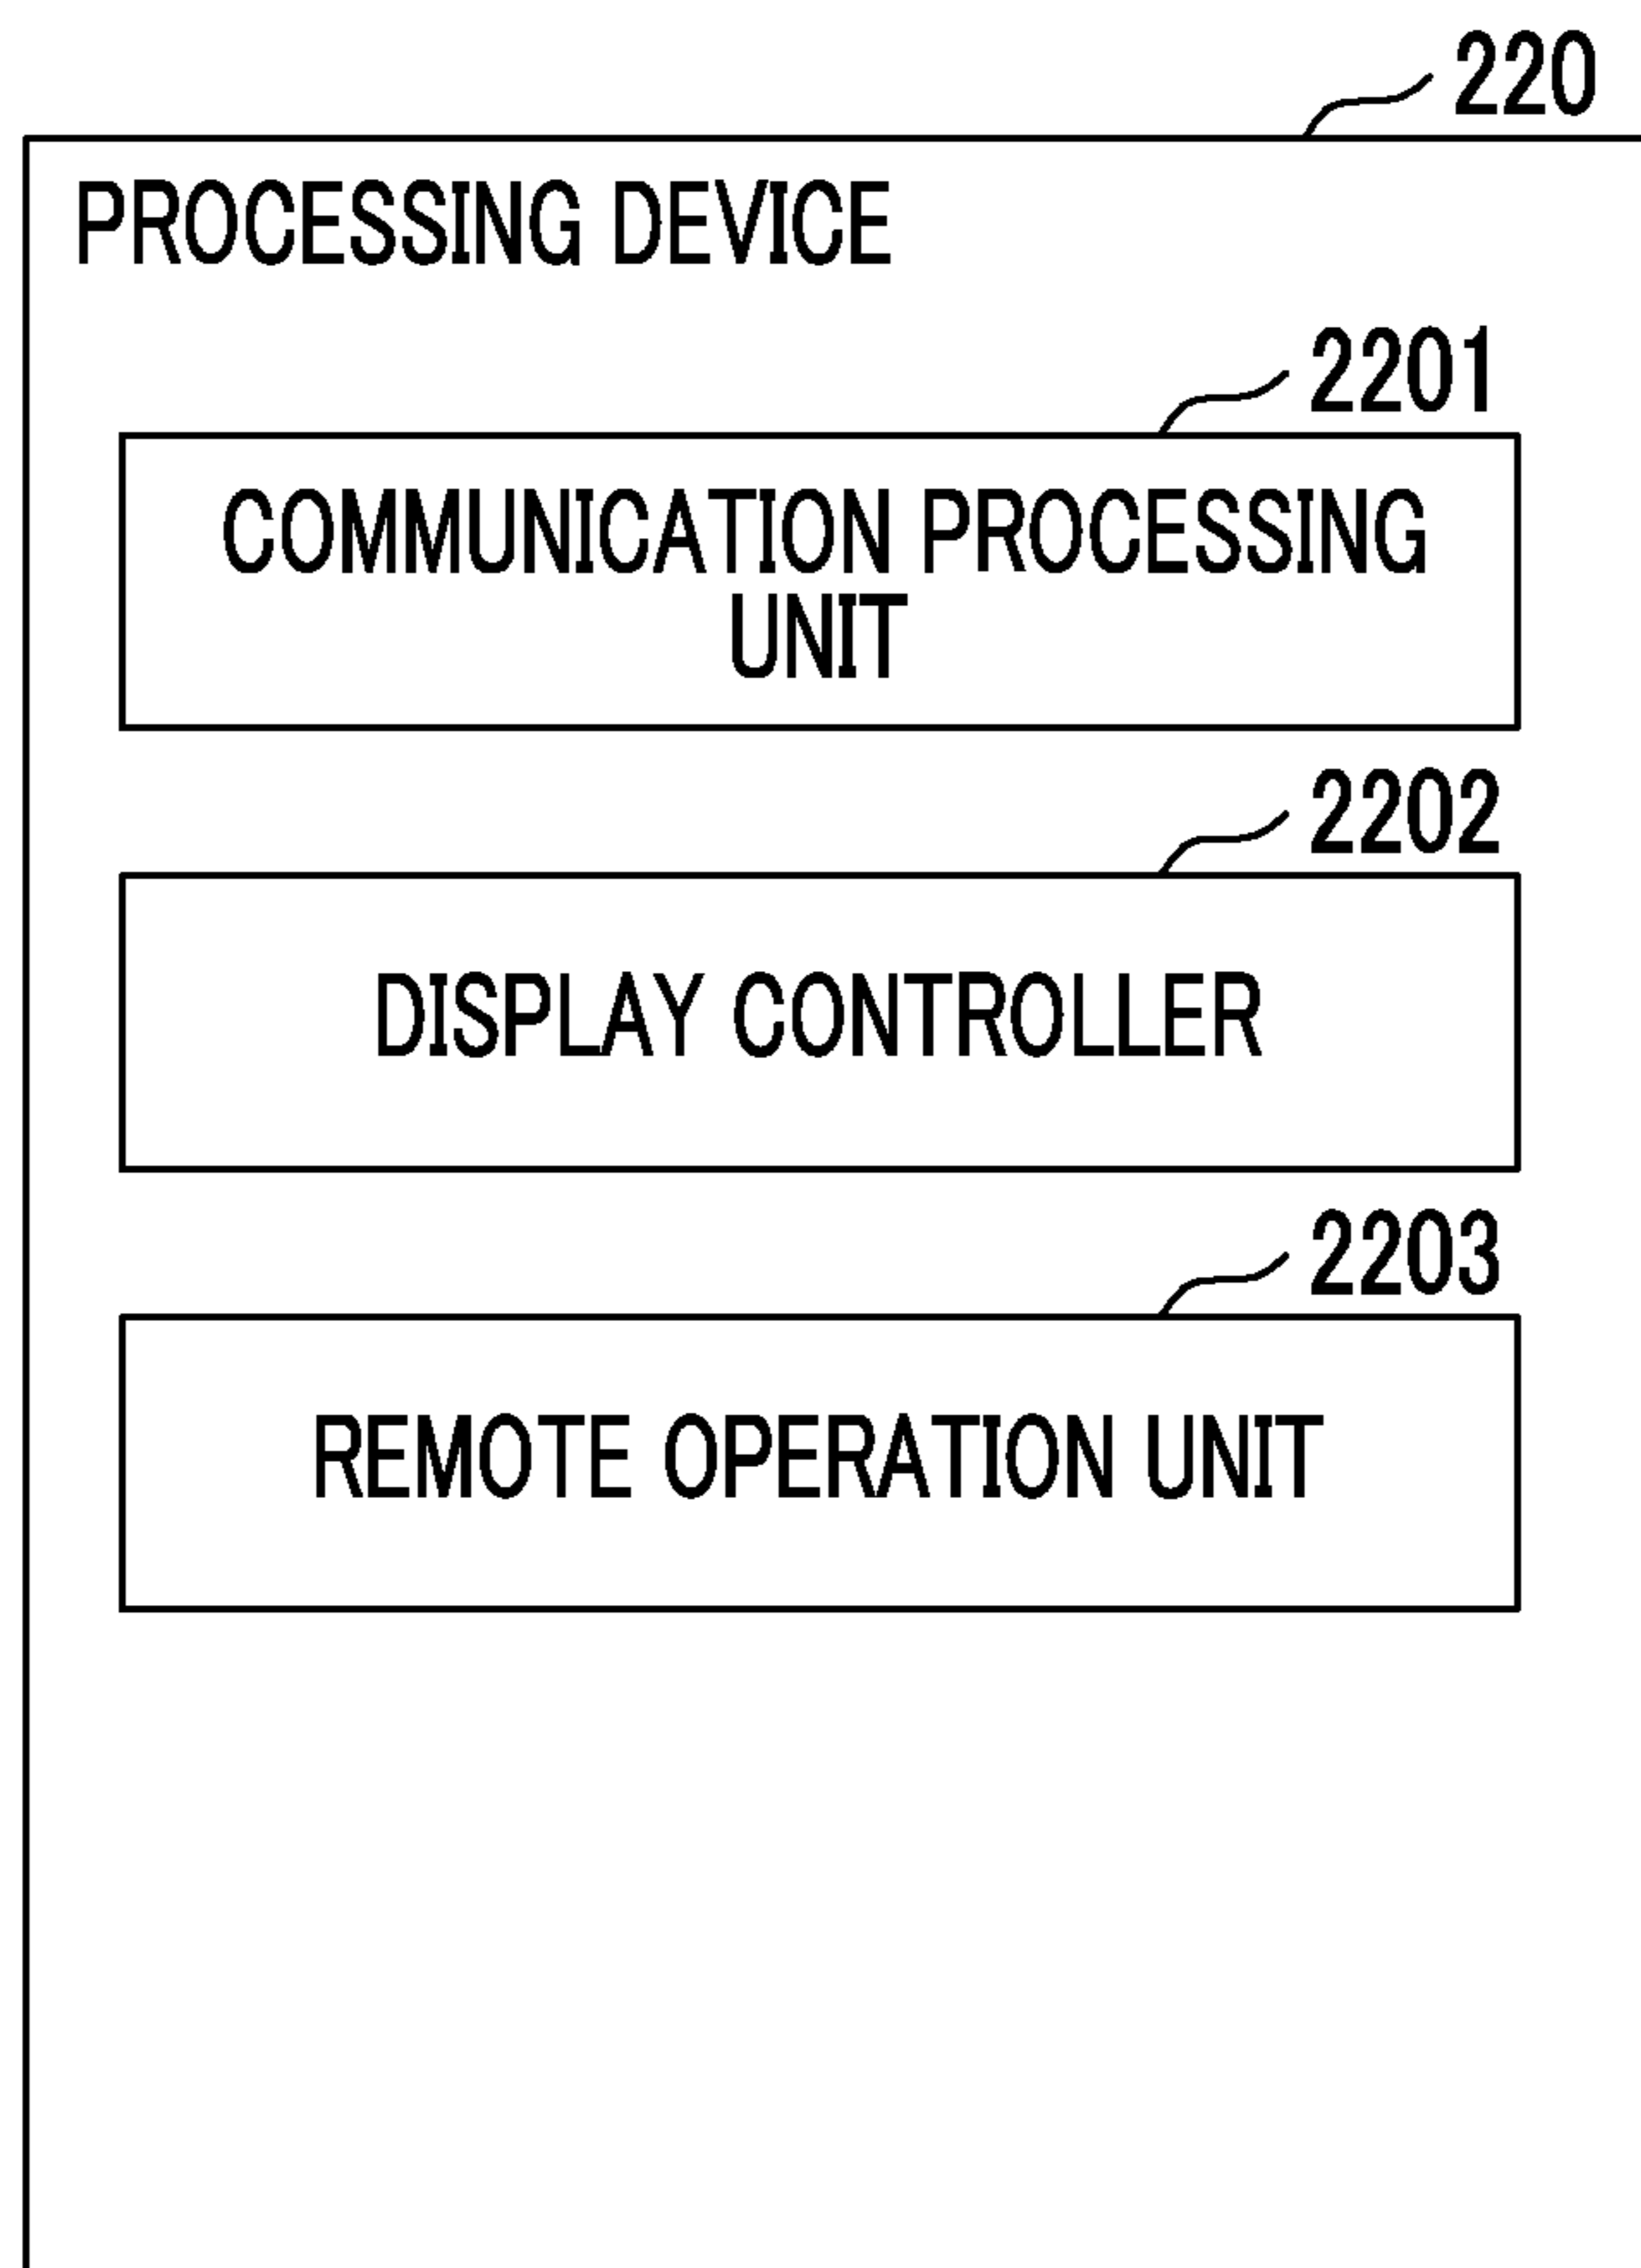 220
PROCESSING DEVICE
2201
COMMUNICATION PROCESSING
UNIT
2202
DISPLAY CONTROLLER
2203
REMOTE OPERATION UNIT